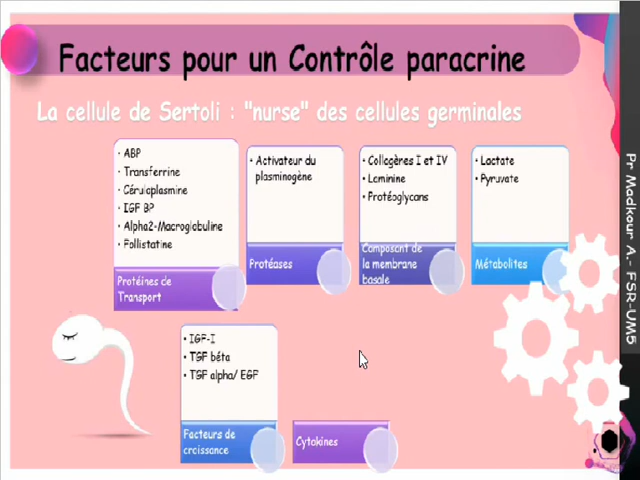 Facteurs pour un Contrôle paracrine
La cellule de Sertoli : "nurse" des cellules germinales
• ABP
• Transferrine
• Céruloplasmine
• IGF BP
• Alpha2-Macroglobuline
• Follistatine
Protéines de
Transport
• Activateur du
plasminogène
Protéases
• Collagères I et IV
• Laminine
• Protéoglycans
Composant de
la membrane
basale
• Lactate
• Pyruvate
Métabolites
• IGF-I
• TGF béta
• TGF alpha/ EGF
Facteurs de
croissance
Cytokines
Pr Madkour A.- FSR-UM5